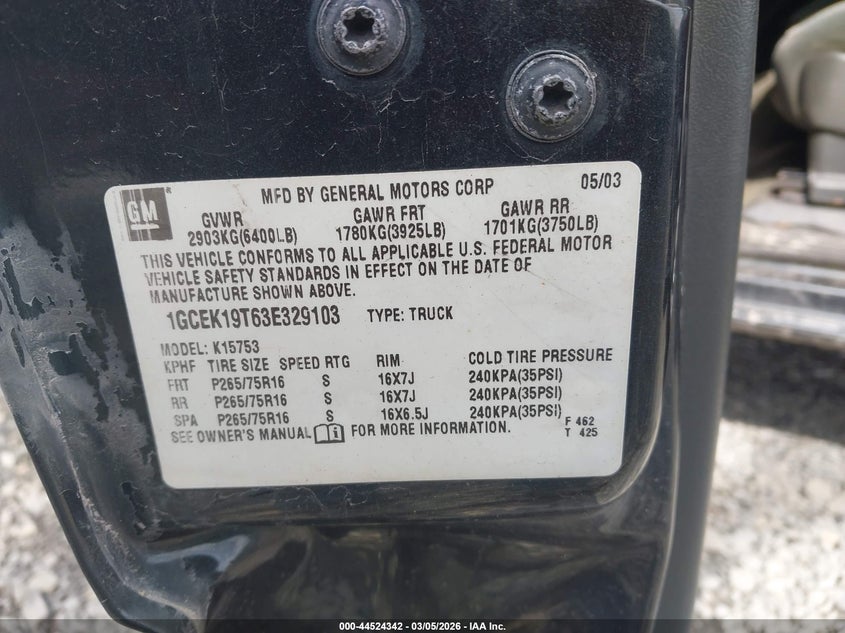 GM ®
MFD BY GENERAL MOTORS CORP 05/03
GVWR GAWR FRT GAWR RR
2903KG(6400LB) 1780KG(3925LB) 1701KG(3750LB)
THIS VEHICLE CONFORMS TO ALL APPLICABLE U.S. FEDERAL MOTOR
VEHICLE SAFETY STANDARDS IN EFFECT ON THE DATE OF
MANUFACTURE SHOWN ABOVE.
1GCEK19T63E329103 TYPE: TRUCK
MODEL: K15753
KPHF TIRE SIZE SPEED RTG RIM COLD TIRE PRESSURE
FRT P265/75R16 S 16X7J 240KPA(35PSI)
RR P265/75R16 S 16X7J 240KPA(35PSI)
SPA P265/75R16 S 16X6.5J 240KPA(35PSI)
SEE OWNER'S MANUAL FOR MORE INFORMATION.
F 462
T 425
000-44524342 — 03/05/2026 - IAA Inc.